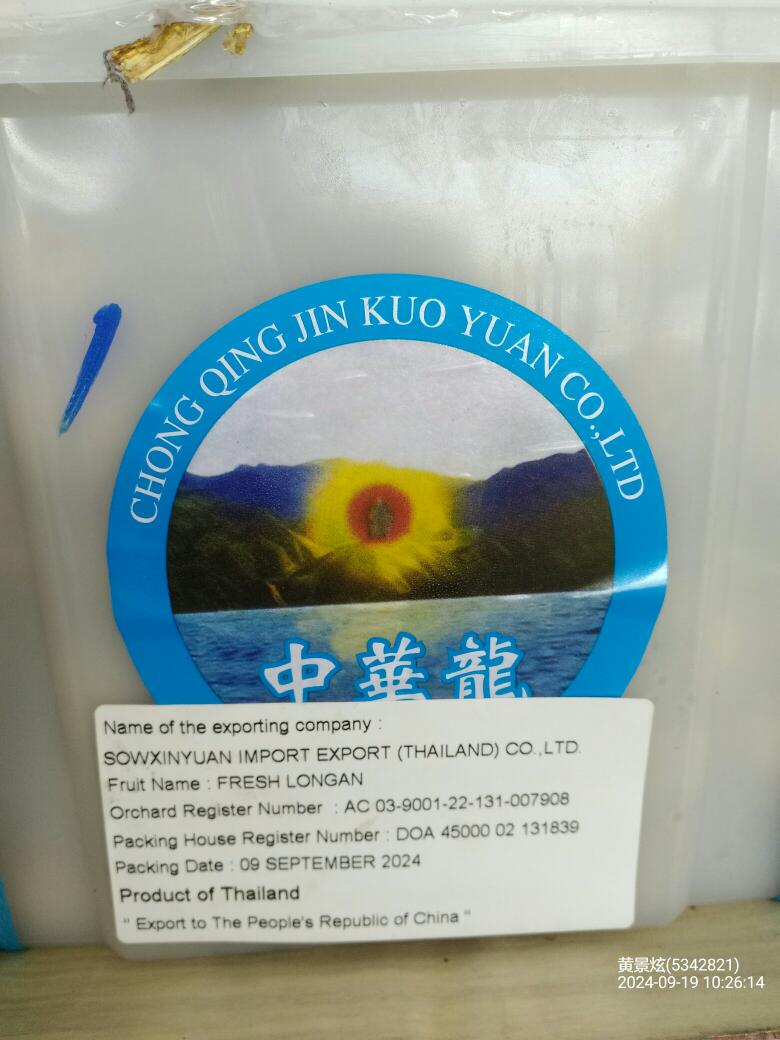 CHONG QING JIN KUO YUAN CO.,LTD
中華龍
Name of the exporting company :
SOWXINYUAN IMPORT EXPORT (THAILAND) CO.,LTD.
Fruit Name : FRESH LONGAN
Orchard Register Number : AC 03-9001-22-131-007908
Packing House Register Number : DOA 45000 02 131839
Packing Date : 09 SEPTEMBER 2024
Product of Thailand
" Export to The People's Republic of China "
黄景炫(5342821)
2024-09-19 10:26:14